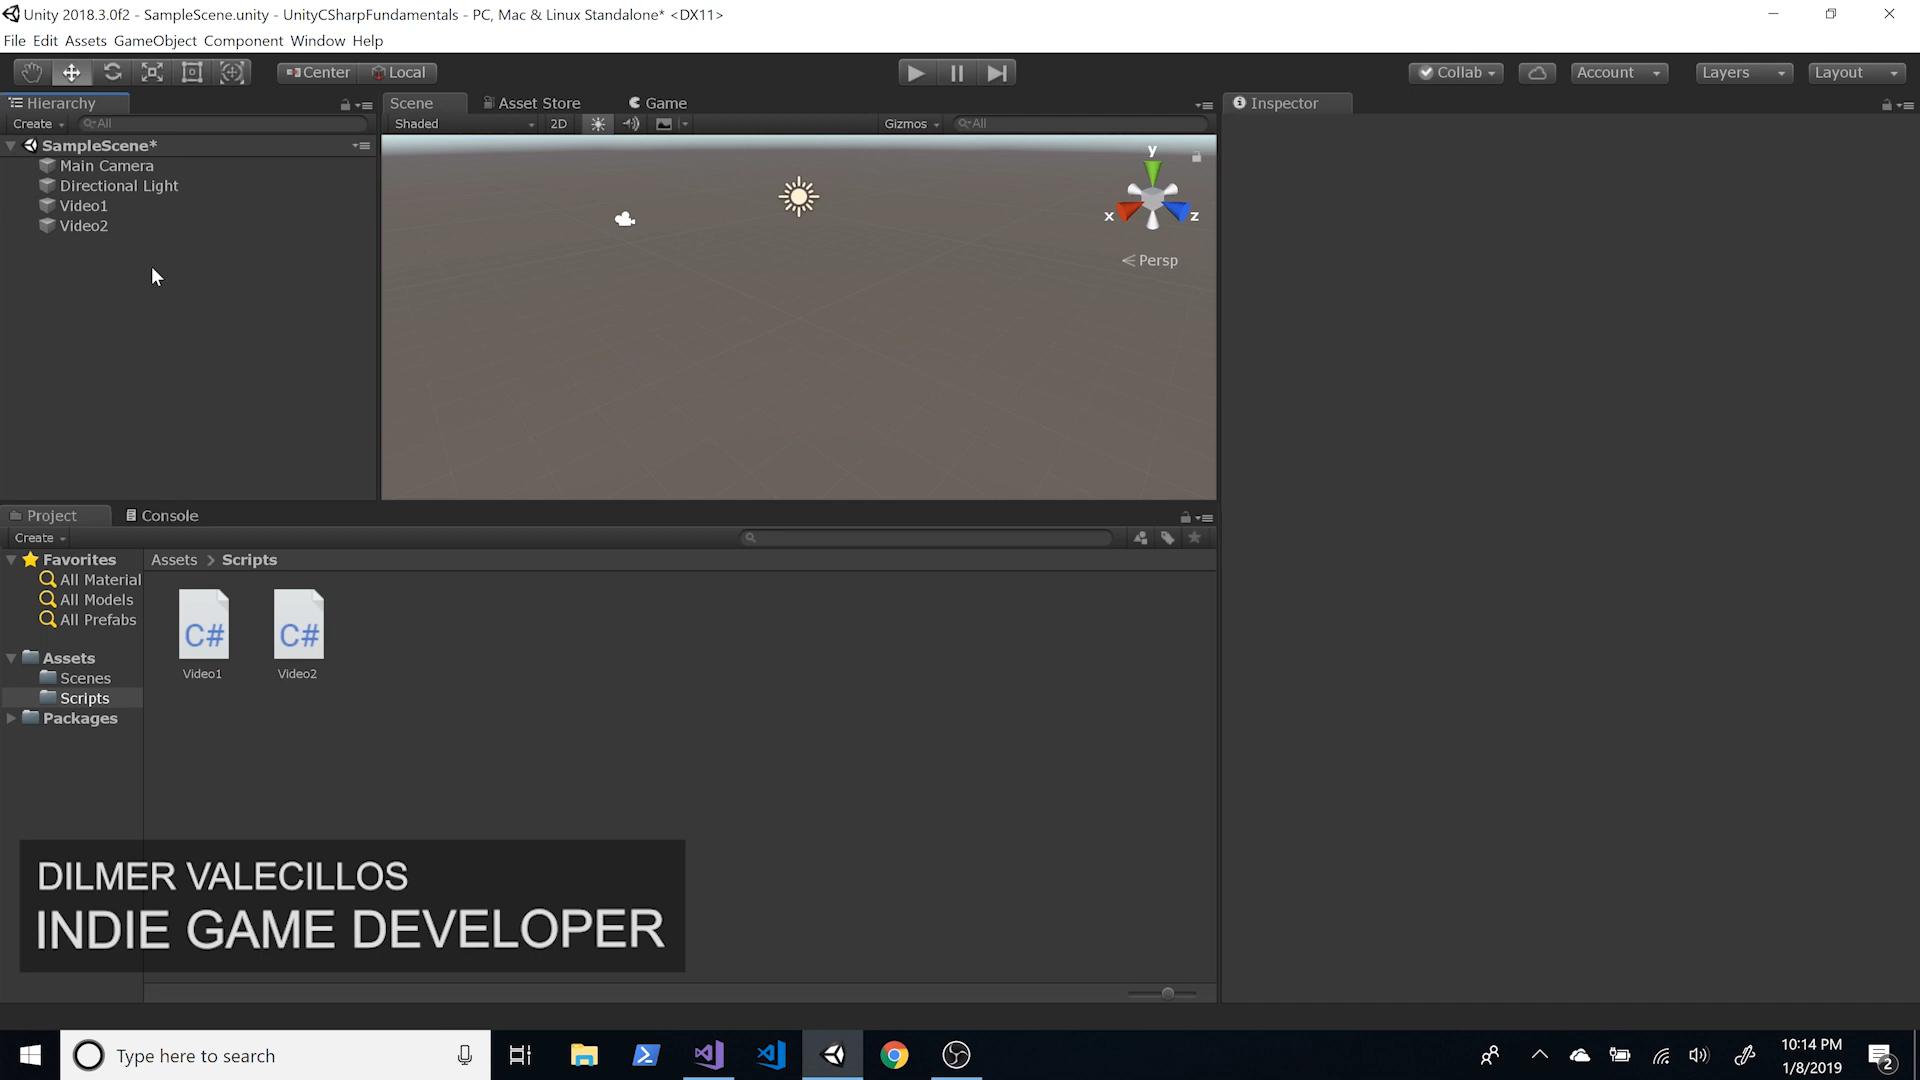 Unity 2018.3.0f2 - SampleScene.unity - UnityCSharpFundamentals - PC, Mac & Linux Standalone* <DX11>
File Edit Assets GameObject Component Window Help
Center Local
Collab Account Layers Layout
Hierarchy
Scene Asset Store Game
Inspector
Create All
Shaded 2D Gizmos All
SampleScene*
Main Camera
Directional Light
Video1
Video2
y
x z
Persp
Project Console
Create
Favorites
All Material
All Models
All Prefabs
Assets
Scenes
Scripts
Packages
Assets > Scripts
C# C#
Video1 Video2
DILMER VALECILLOS
INDIE GAME DEVELOPER
Type here to search
10:14 PM
1/8/2019
2